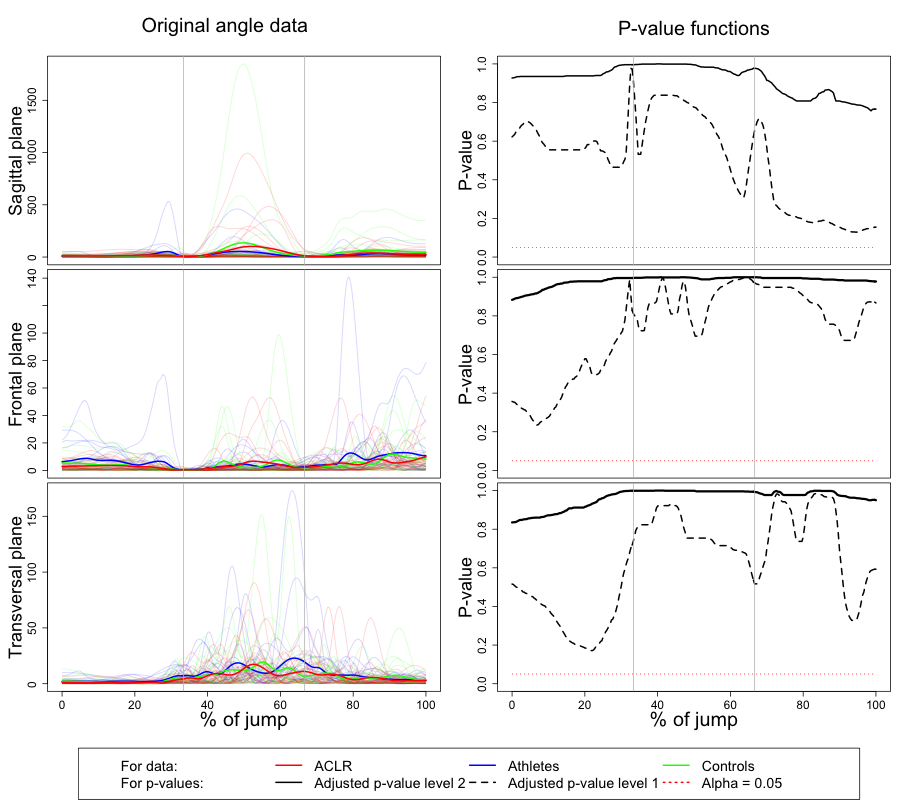 Original angle data
P-value functions
Sagittal plane
0
500
1000
1500
P-value
0.0
0.2
0.4
0.6
0.8
1.0
Frontal plane
0
20
40
60
80
100
140
P-value
0.0
0.2
0.4
0.6
0.8
1.0
Transversal plane
0
50
100
150
P-value
0.0
0.2
0.4
0.6
0.8
1.0
0 20 40 60 80 100
% of jump
0 20 40 60 80 100
% of jump
For data: ACLR Athletes Controls
For p-values: Adjusted p-value level 2 Adjusted p-value level 1 Alpha = 0.05